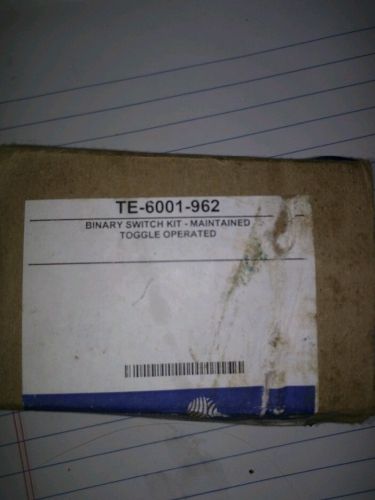 TE-6001-962
BINARY SWITCH KIT - MAINTAINED
TOGGLE OPERATED